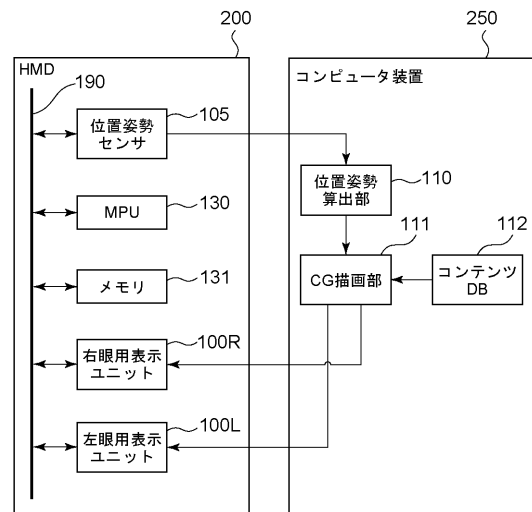 200
250
HMD
コンピュータ装置
190
位置姿勢
センサ
105
位置姿勢
算出部
110
MPU
130
111
112
CG描画部
コンテンツ
DB
メモリ
131
100R
右眼用表示
ユニット
100L
左眼用表示
ユニット